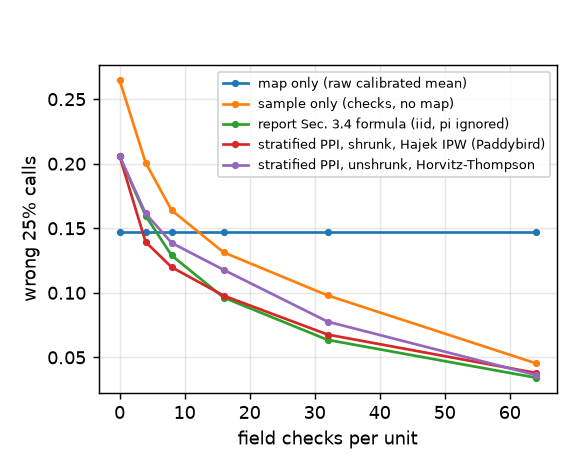 map only (raw calibrated mean)
sample only (checks, no map)
report Sec. 3.4 formula (iid, pi ignored)
stratified PPI, shrunk, Hajek IPW (Paddybird)
stratified PPI, unshrunk, Horvitz-Thompson
wrong 25% calls
0.25
0.20
0.15
0.10
0.05
0 10 20 30 40 50 60
field checks per unit